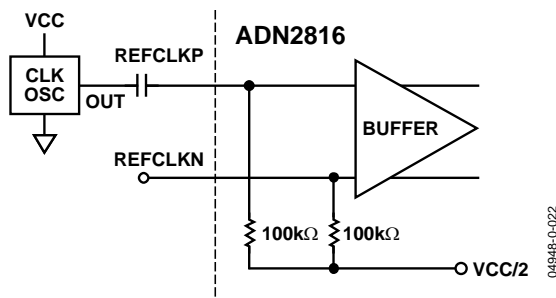 VCC
ADN2816
REFCLKP
CLK
OSC
OUT
BUFFER
REFCLKN
100kΩ
100kΩ
VCC/2
04948-0-022